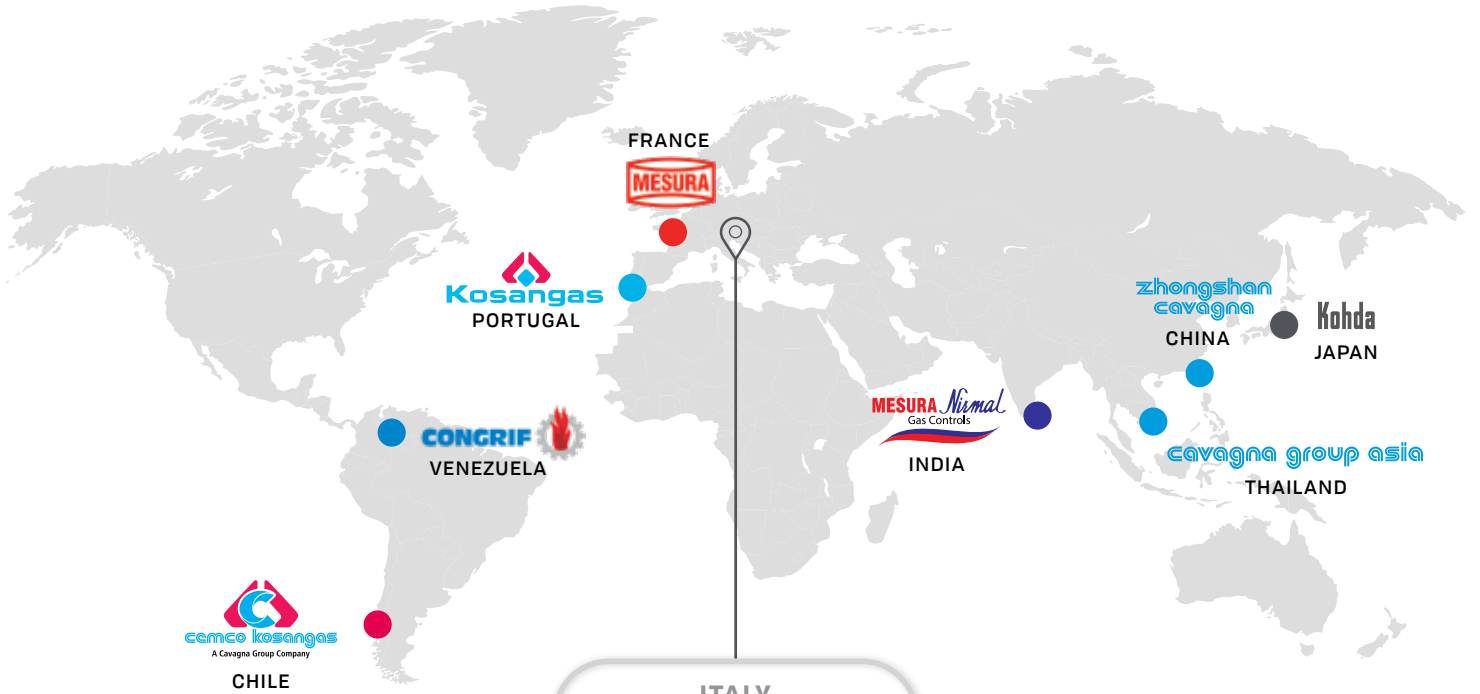 FRANCE
MESURA
Kosangas
PORTUGAL
zhongshan
cavagna
CHINA
Kohda
JAPAN
MESURA Nirmal
Gas Controls
INDIA
CONGRIF
VENEZUELA
cavagna group asia
THAILAND
C
cemco kosangas
A Cavagna Group Company
CHILE
ITALY